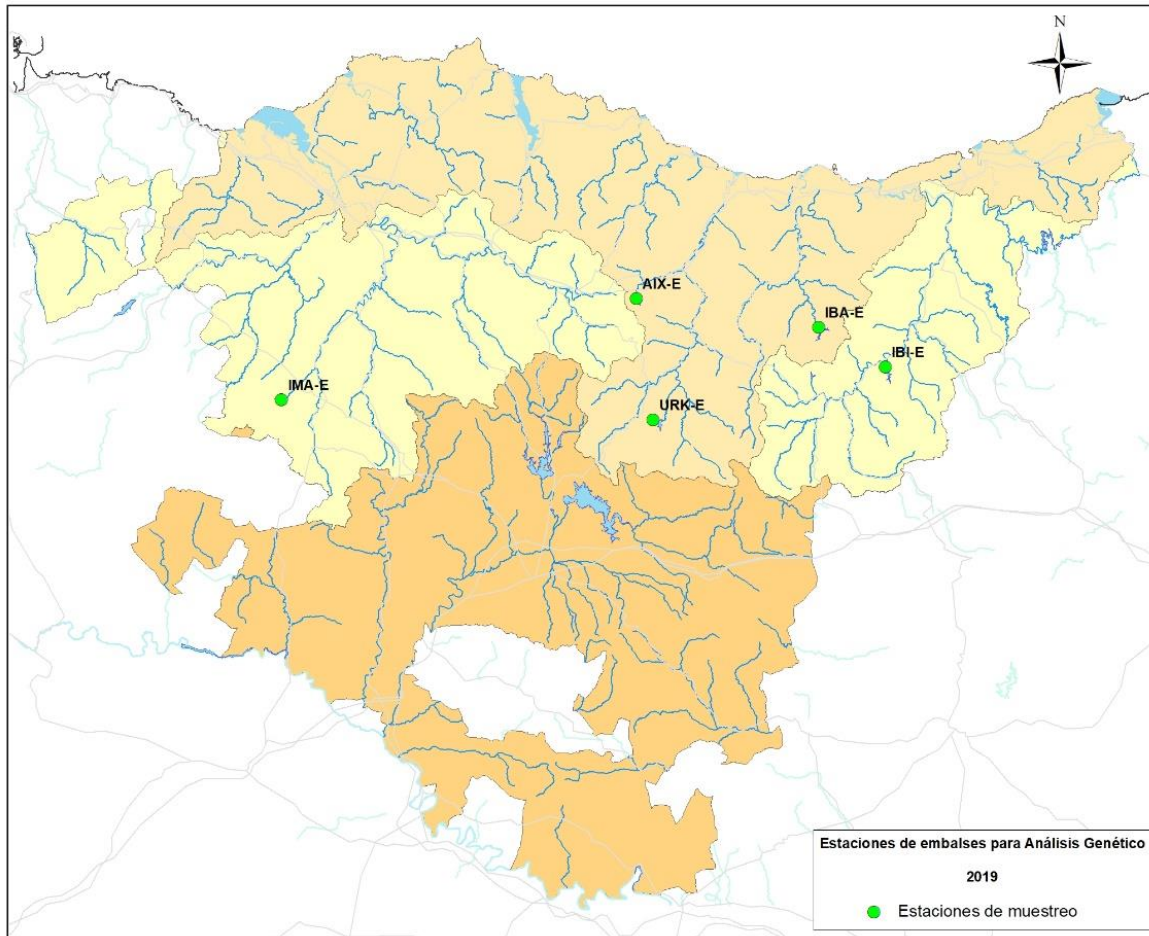 N
AIX-E
IBA-E
IBI-E
IMA-E
URK-E
Estaciones de embalses para Análisis Genético
2019
Estaciones de muestreo